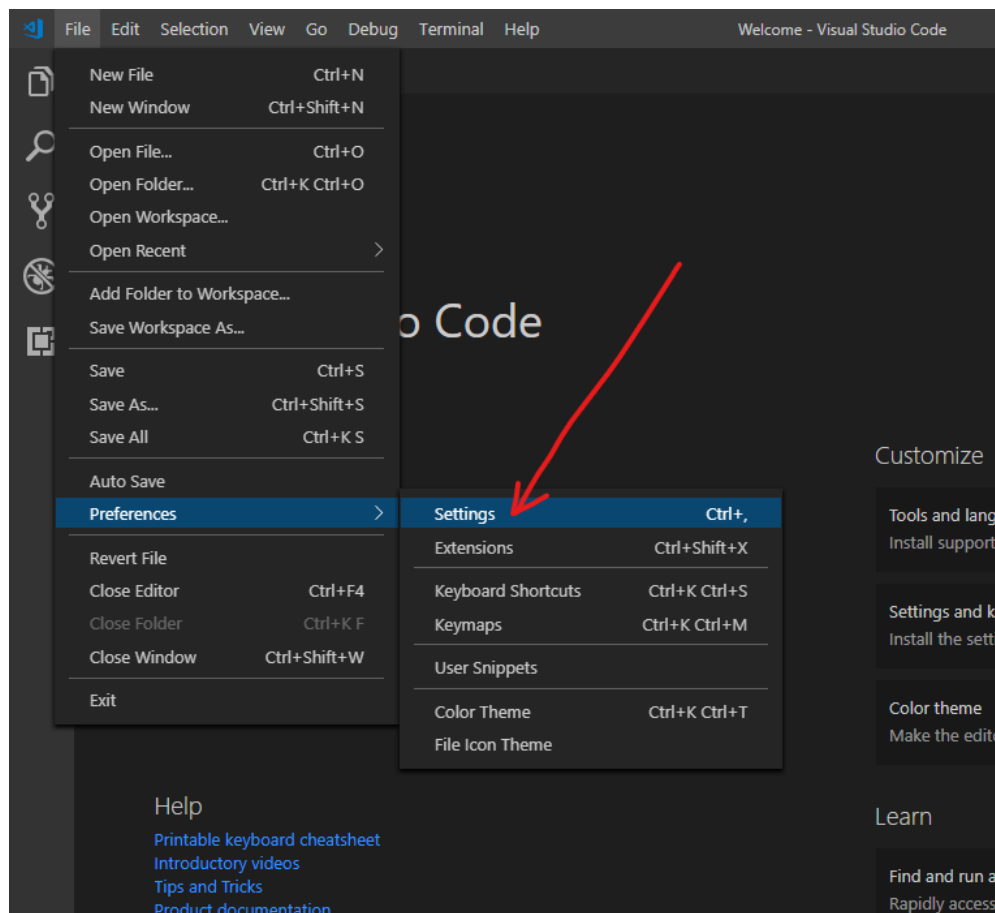 File Edit Selection View Go Debug Terminal Help Welcome - Visual Studio Code
New File Ctrl+N
New Window Ctrl+Shift+N
Open File... Ctrl+O
Open Folder... Ctrl+K Ctrl+O
Open Workspace...
Open Recent
Add Folder to Workspace...
Save Workspace As...
Save Ctrl+S
Save As... Ctrl+Shift+S
Save All Ctrl+K S
Auto Save
Preferences
Revert File
Close Editor Ctrl+F4
Close Folder Ctrl+K F
Close Window Ctrl+Shift+W
Exit
Settings Ctrl+,
Extensions Ctrl+Shift+X
Keyboard Shortcuts Ctrl+K Ctrl+S
Keymaps Ctrl+K Ctrl+M
User Snippets
Color Theme Ctrl+K Ctrl+T
File Icon Theme
o Code
Help
Printable keyboard cheatsheet
Introductory videos
Tips and Tricks
Product documentation
Customize
Tools and lang
Install support
Settings and k
Install the sett
Color theme
Make the edit
Learn
Find and run a
Rapidly access